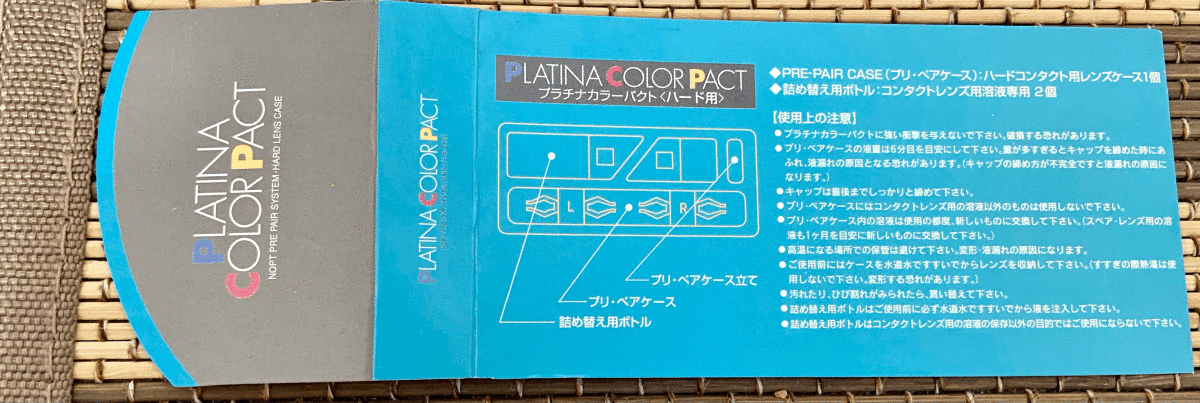 PLATINA
COLOR PACT
NOPT PRE PAIR SYSTEM・HARD LENS CASE
PLATINA COLOR PACT
PLATINA COLOR PACT
プラチナカラーパクト〈ハード用〉
L
R
プリ・ペアケース立て
プリ・ペアケース
詰め替え用ボトル
◆PRE-PAIR CASE(プリ・ペアケース):ハードコンタクト用レンズケース1個
◆詰め替え用ボトル:コンタクトレンズ用溶液専用 2個
【使用上の注意】
●プラチナカラーパクトに強い衝撃を与えないで下さい。破損する恐れがあります。
●プリ・ペアケースの液量は6分目を目安にして下さい。量が多すぎるとキャップを締めた時にあ
ふれ、液漏れの原因となる恐れがあります。(キャップの締め方が不完全ですと液漏れの原因に
なります。)
●キャップは最後までしっかりと締めて下さい。
●プリ・ペアケースにはコンタクトレンズ用の溶液以外のものは使用しないで下さい。
●プリ・ペアケース内の溶液は使用の都度、新しいものに交換して下さい。(スペア・レンズ用の溶
液も1ヶ月を目安に新しいものに交換して下さい。)
●高温になる場所での保管は避けて下さい。変形・液漏れの原因になります。
●ご使用前にはケースを水道水ですすいでからレンズを収納して下さい。(すすぎの際熱湯は使
用しないで下さい。変形する恐れがあります。)
●汚れたり、ひび割れがみられたら、買い替えて下さい。
●詰め替え用ボトルはご使用前に必ず水道水ですすいでから液を注入して下さい。
●詰め替え用ボトルはコンタクトレンズ用の溶液の保存以外の目的ではご使用にならないで下さい。